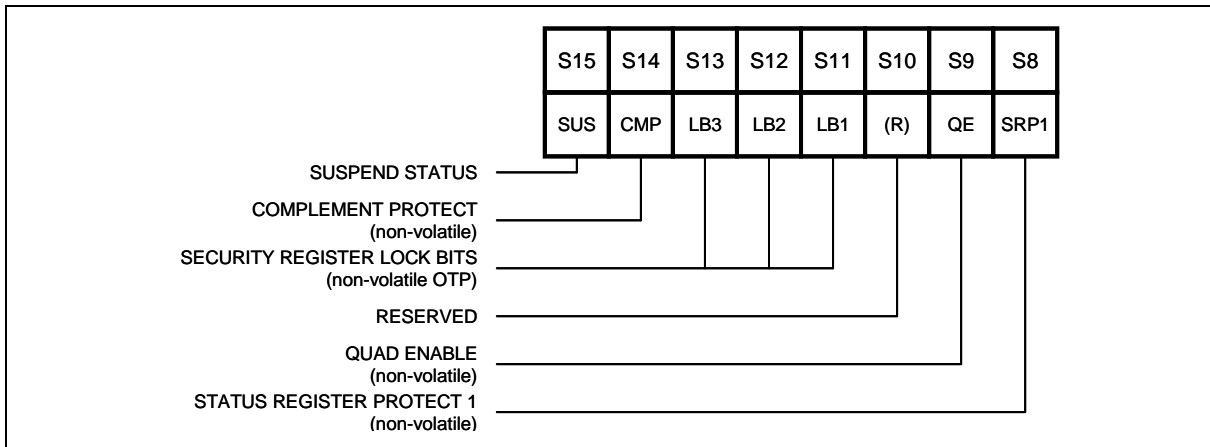 S15 S14 S13 S12 S11 S10 S9 S8
SUS CMP LB3 LB2 LB1 (R) QE SRP1
SUSPEND STATUS
COMPLEMENT PROTECT
(non-volatile)
SECURITY REGISTER LOCK BITS
(non-volatile OTP)
RESERVED
QUAD ENABLE
(non-volatile)
STATUS REGISTER PROTECT 1
(non-volatile)